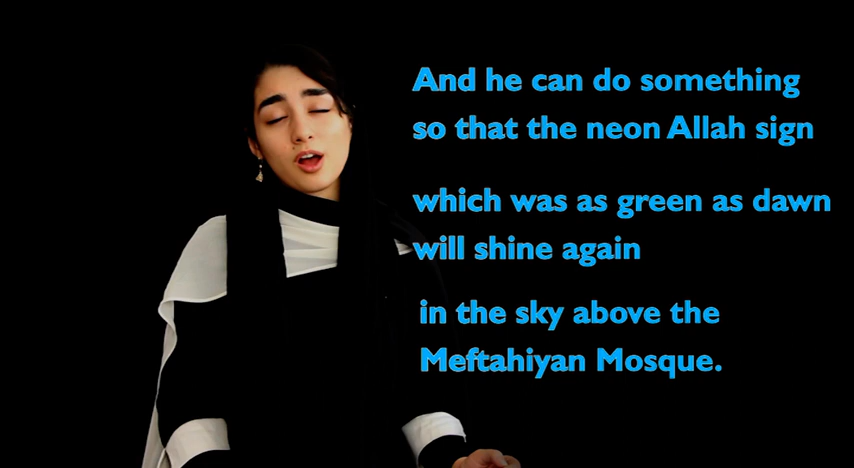 And he can do something
so that the neon Allah sign
which was as green as dawn
will shine again
in the sky above the
Meftahiyan Mosque.